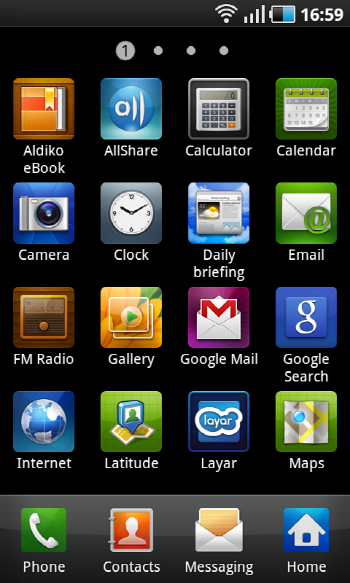 16:59
1
all
Aldiko eBook
AllShare
Calculator
Calendar
Camera
Clock
Daily briefing
Email
FM Radio
Gallery
Google Mail
Google Search
g
layar
Internet
Latitude
Layar
Maps
Phone
Contacts
Messaging
Home